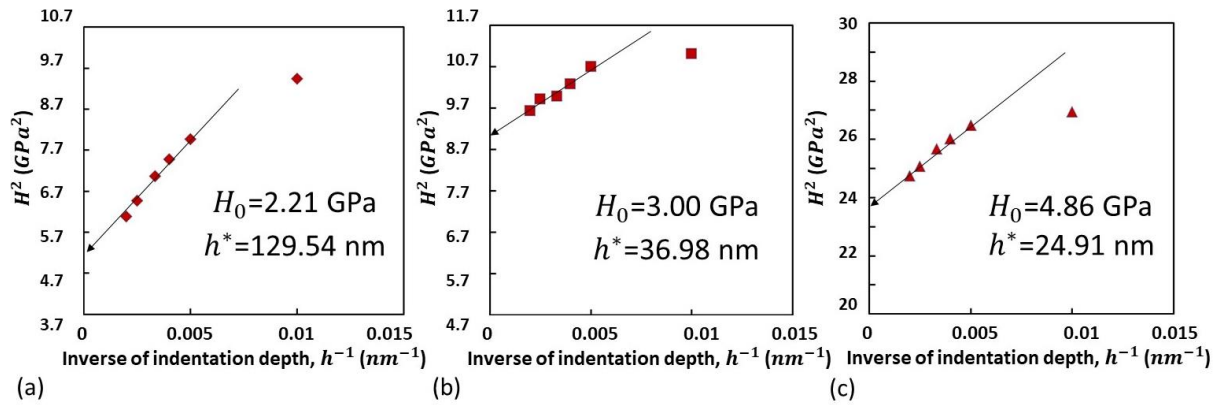 10.7
9.7
8.7
7.7
6.7
5.7
4.7
3.7
H² (GPa²)
H₀=2.21 GPa
h*=129.54 nm
0 0.005 0.01 0.015
Inverse of indentation depth, h⁻¹ (nm⁻¹)
(a)
11.7
10.7
9.7
8.7
7.7
6.7
5.7
4.7
H² (GPa²)
H₀=3.00 GPa
h*=36.98 nm
0 0.005 0.01 0.015
Inverse of indentation depth, h⁻¹ (nm⁻¹)
(b)
30
28
26
24
22
20
H² (GPa²)
H₀=4.86 GPa
h*=24.91 nm
0 0.005 0.01 0.015
Inverse of indentation depth, h⁻¹ (nm⁻¹)
(c)